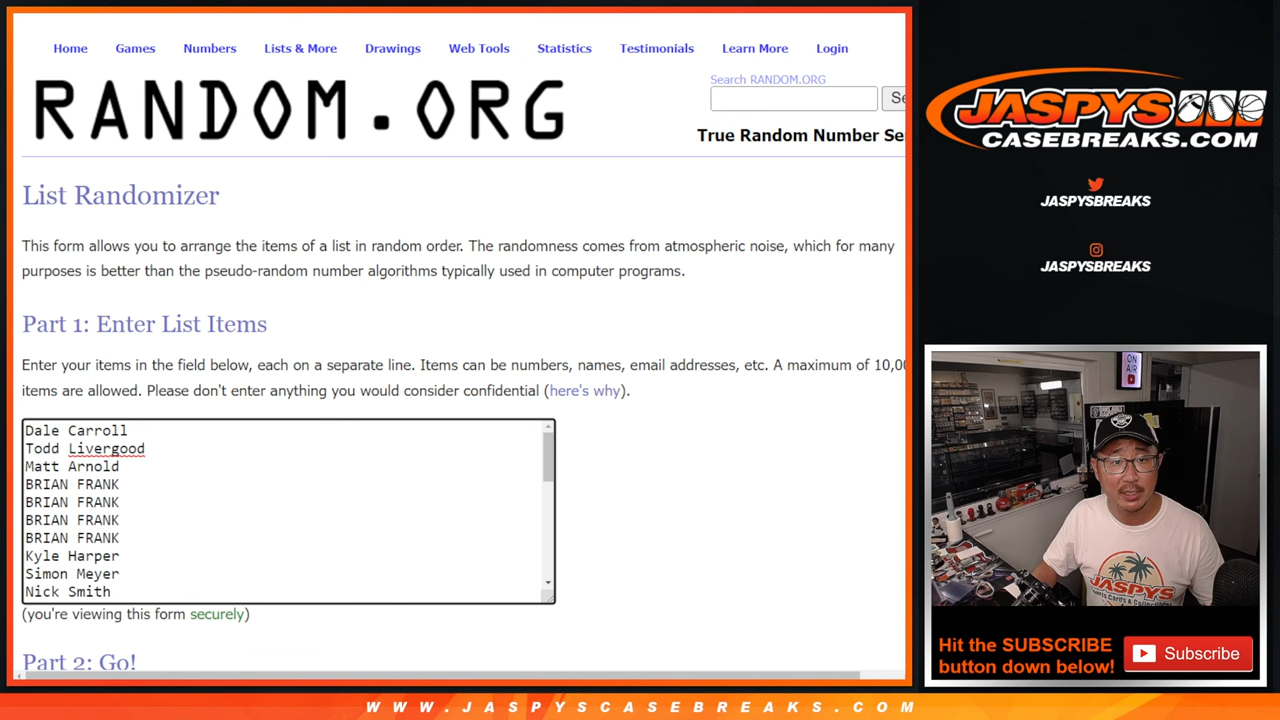 Home Games Numbers Lists & More Drawings Web Tools Statistics Testimonials Learn More Login
RANDOM.ORG
Search RANDOM.ORG
Se
True Random Number Se
List Randomizer
This form allows you to arrange the items of a list in random order. The randomness comes from atmospheric noise, which for many
purposes is better than the pseudo-random number algorithms typically used in computer programs.
Part 1: Enter List Items
Enter your items in the field below, each on a separate line. Items can be numbers, names, email addresses, etc. A maximum of 10,00
items are allowed. Please don't enter anything you would consider confidential (here's why).
Dale Carroll
Todd Livergood
Matt Arnold
BRIAN FRANK
BRIAN FRANK
BRIAN FRANK
BRIAN FRANK
Kyle Harper
Simon Meyer
Nick Smith
(you're viewing this form securely)
Part 2: Go!
JASPYS
CASEBREAKS.COM
JASPYSBREAKS
JASPYSBREAKS
ON
AIR
JASPYS
Hit the SUBSCRIBE
button down below!
Subscribe
WWW.JASPYSCASEBREAKS.COM